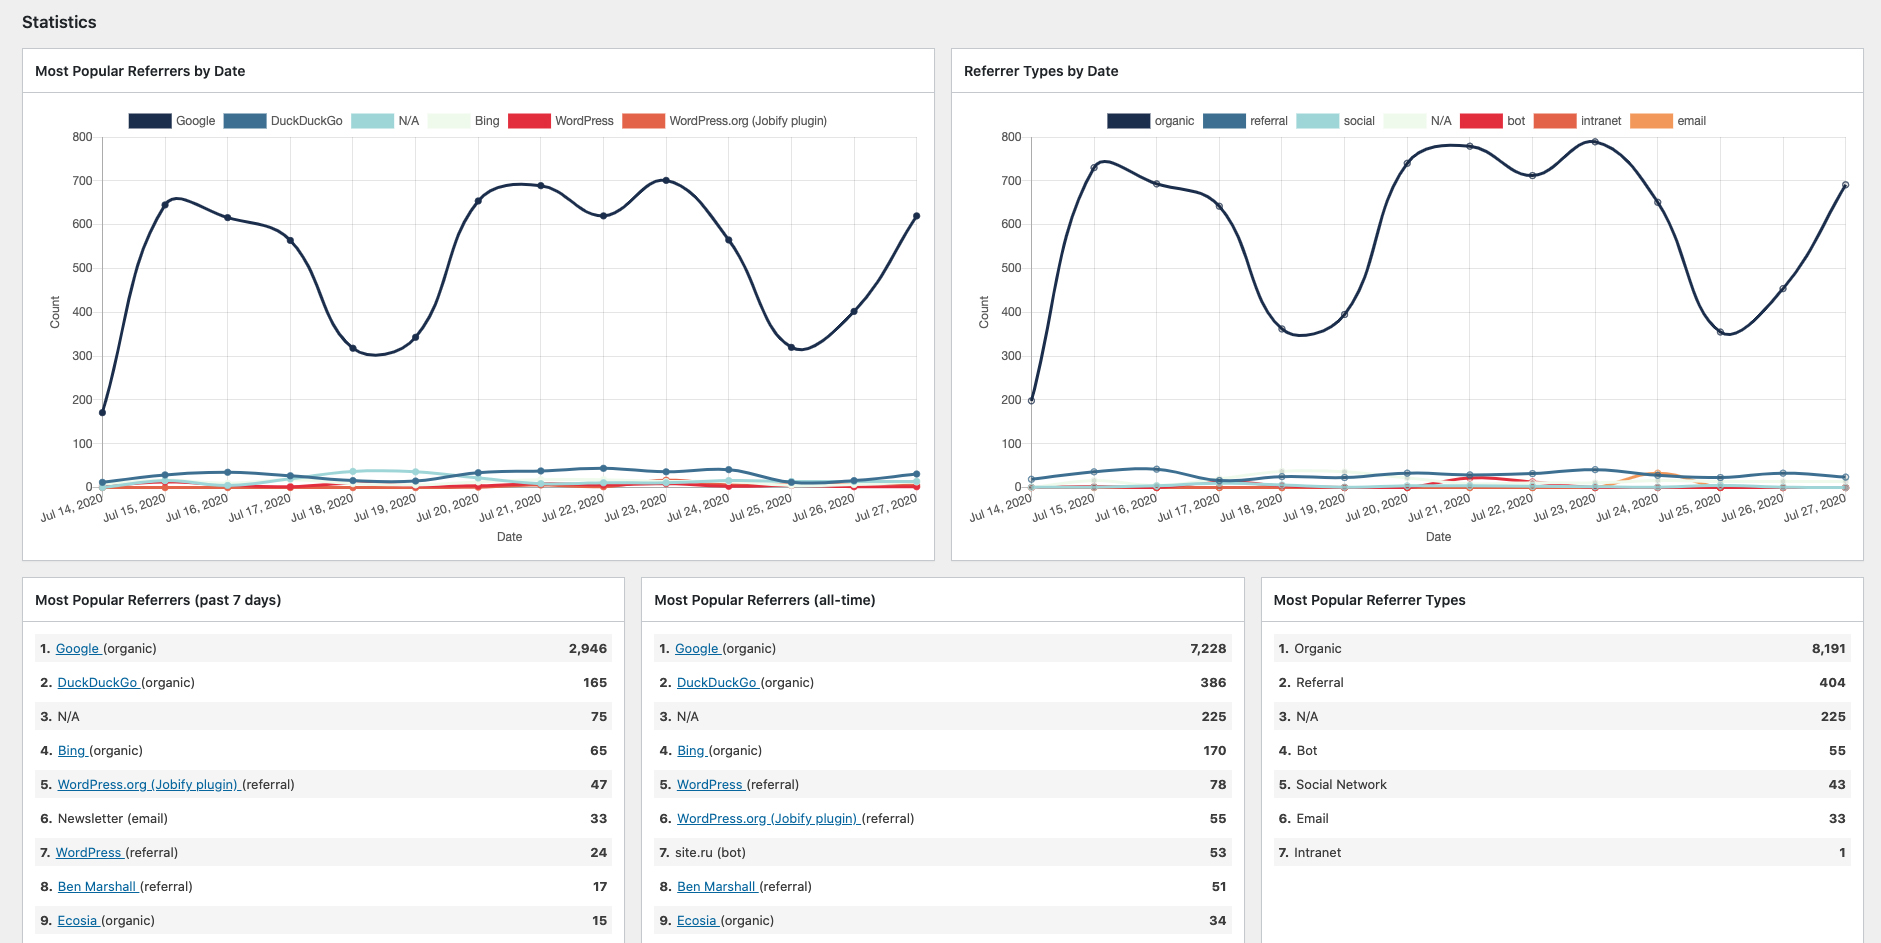 Statistics
Most Popular Referrers by Date
Google DuckDuckGo N/A Bing WordPress WordPress.org (Jobify plugin)
800
700
600
500
400
300
200
100
0
Count
Jul 14, 2020 Jul 15, 2020 Jul 16, 2020 Jul 17, 2020 Jul 18, 2020 Jul 19, 2020 Jul 20, 2020 Jul 21, 2020 Jul 22, 2020 Jul 23, 2020 Jul 24, 2020 Jul 25, 2020 Jul 26, 2020 Jul 27, 2020
Date
Referrer Types by Date
organic referral social N/A bot intranet email
800
700
600
500
400
300
200
100
0
Count
Jul 14, 2020 Jul 15, 2020 Jul 16, 2020 Jul 17, 2020 Jul 18, 2020 Jul 19, 2020 Jul 20, 2020 Jul 21, 2020 Jul 22, 2020 Jul 23, 2020 Jul 24, 2020 Jul 25, 2020 Jul 26, 2020 Jul 27, 2020
Date
Most Popular Referrers (past 7 days)
1. Google (organic) 2,946
2. DuckDuckGo (organic) 165
3. N/A 75
4. Bing (organic) 65
5. WordPress.org (Jobify plugin) (referral) 47
6. Newsletter (email) 33
7. WordPress (referral) 24
8. Ben Marshall (referral) 17
9. Ecosia (organic) 15
Most Popular Referrers (all-time)
1. Google (organic) 7,228
2. DuckDuckGo (organic) 386
3. N/A 225
4. Bing (organic) 170
5. WordPress (referral) 78
6. WordPress.org (Jobify plugin) (referral) 55
7. site.ru (bot) 53
8. Ben Marshall (referral) 51
9. Ecosia (organic) 34
Most Popular Referrer Types
1. Organic 8,191
2. Referral 404
3. N/A 225
4. Bot 55
5. Social Network 43
6. Email 33
7. Intranet 1